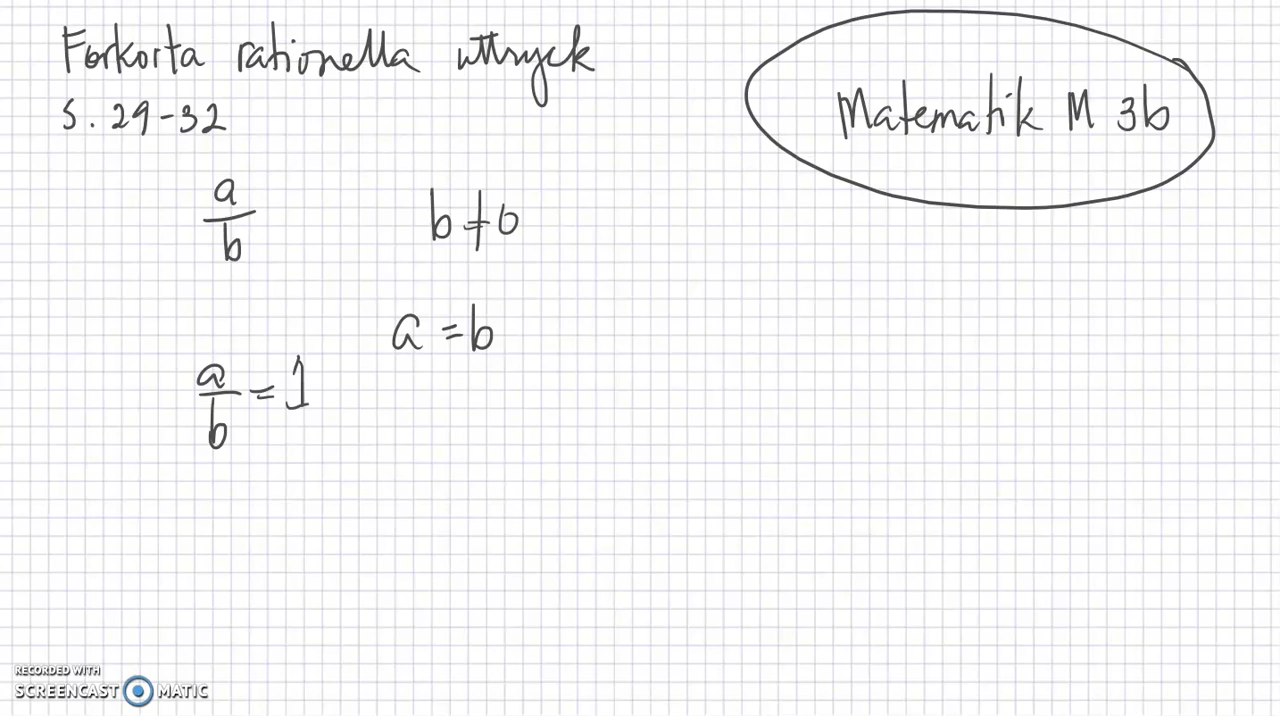 Förkorta rationella uttryck
s. 29-32
Matematik M 3b
a
b
b ≠ 0
a = b
a
b = 1
RECORDED WITH
SCREENCAST MATIC